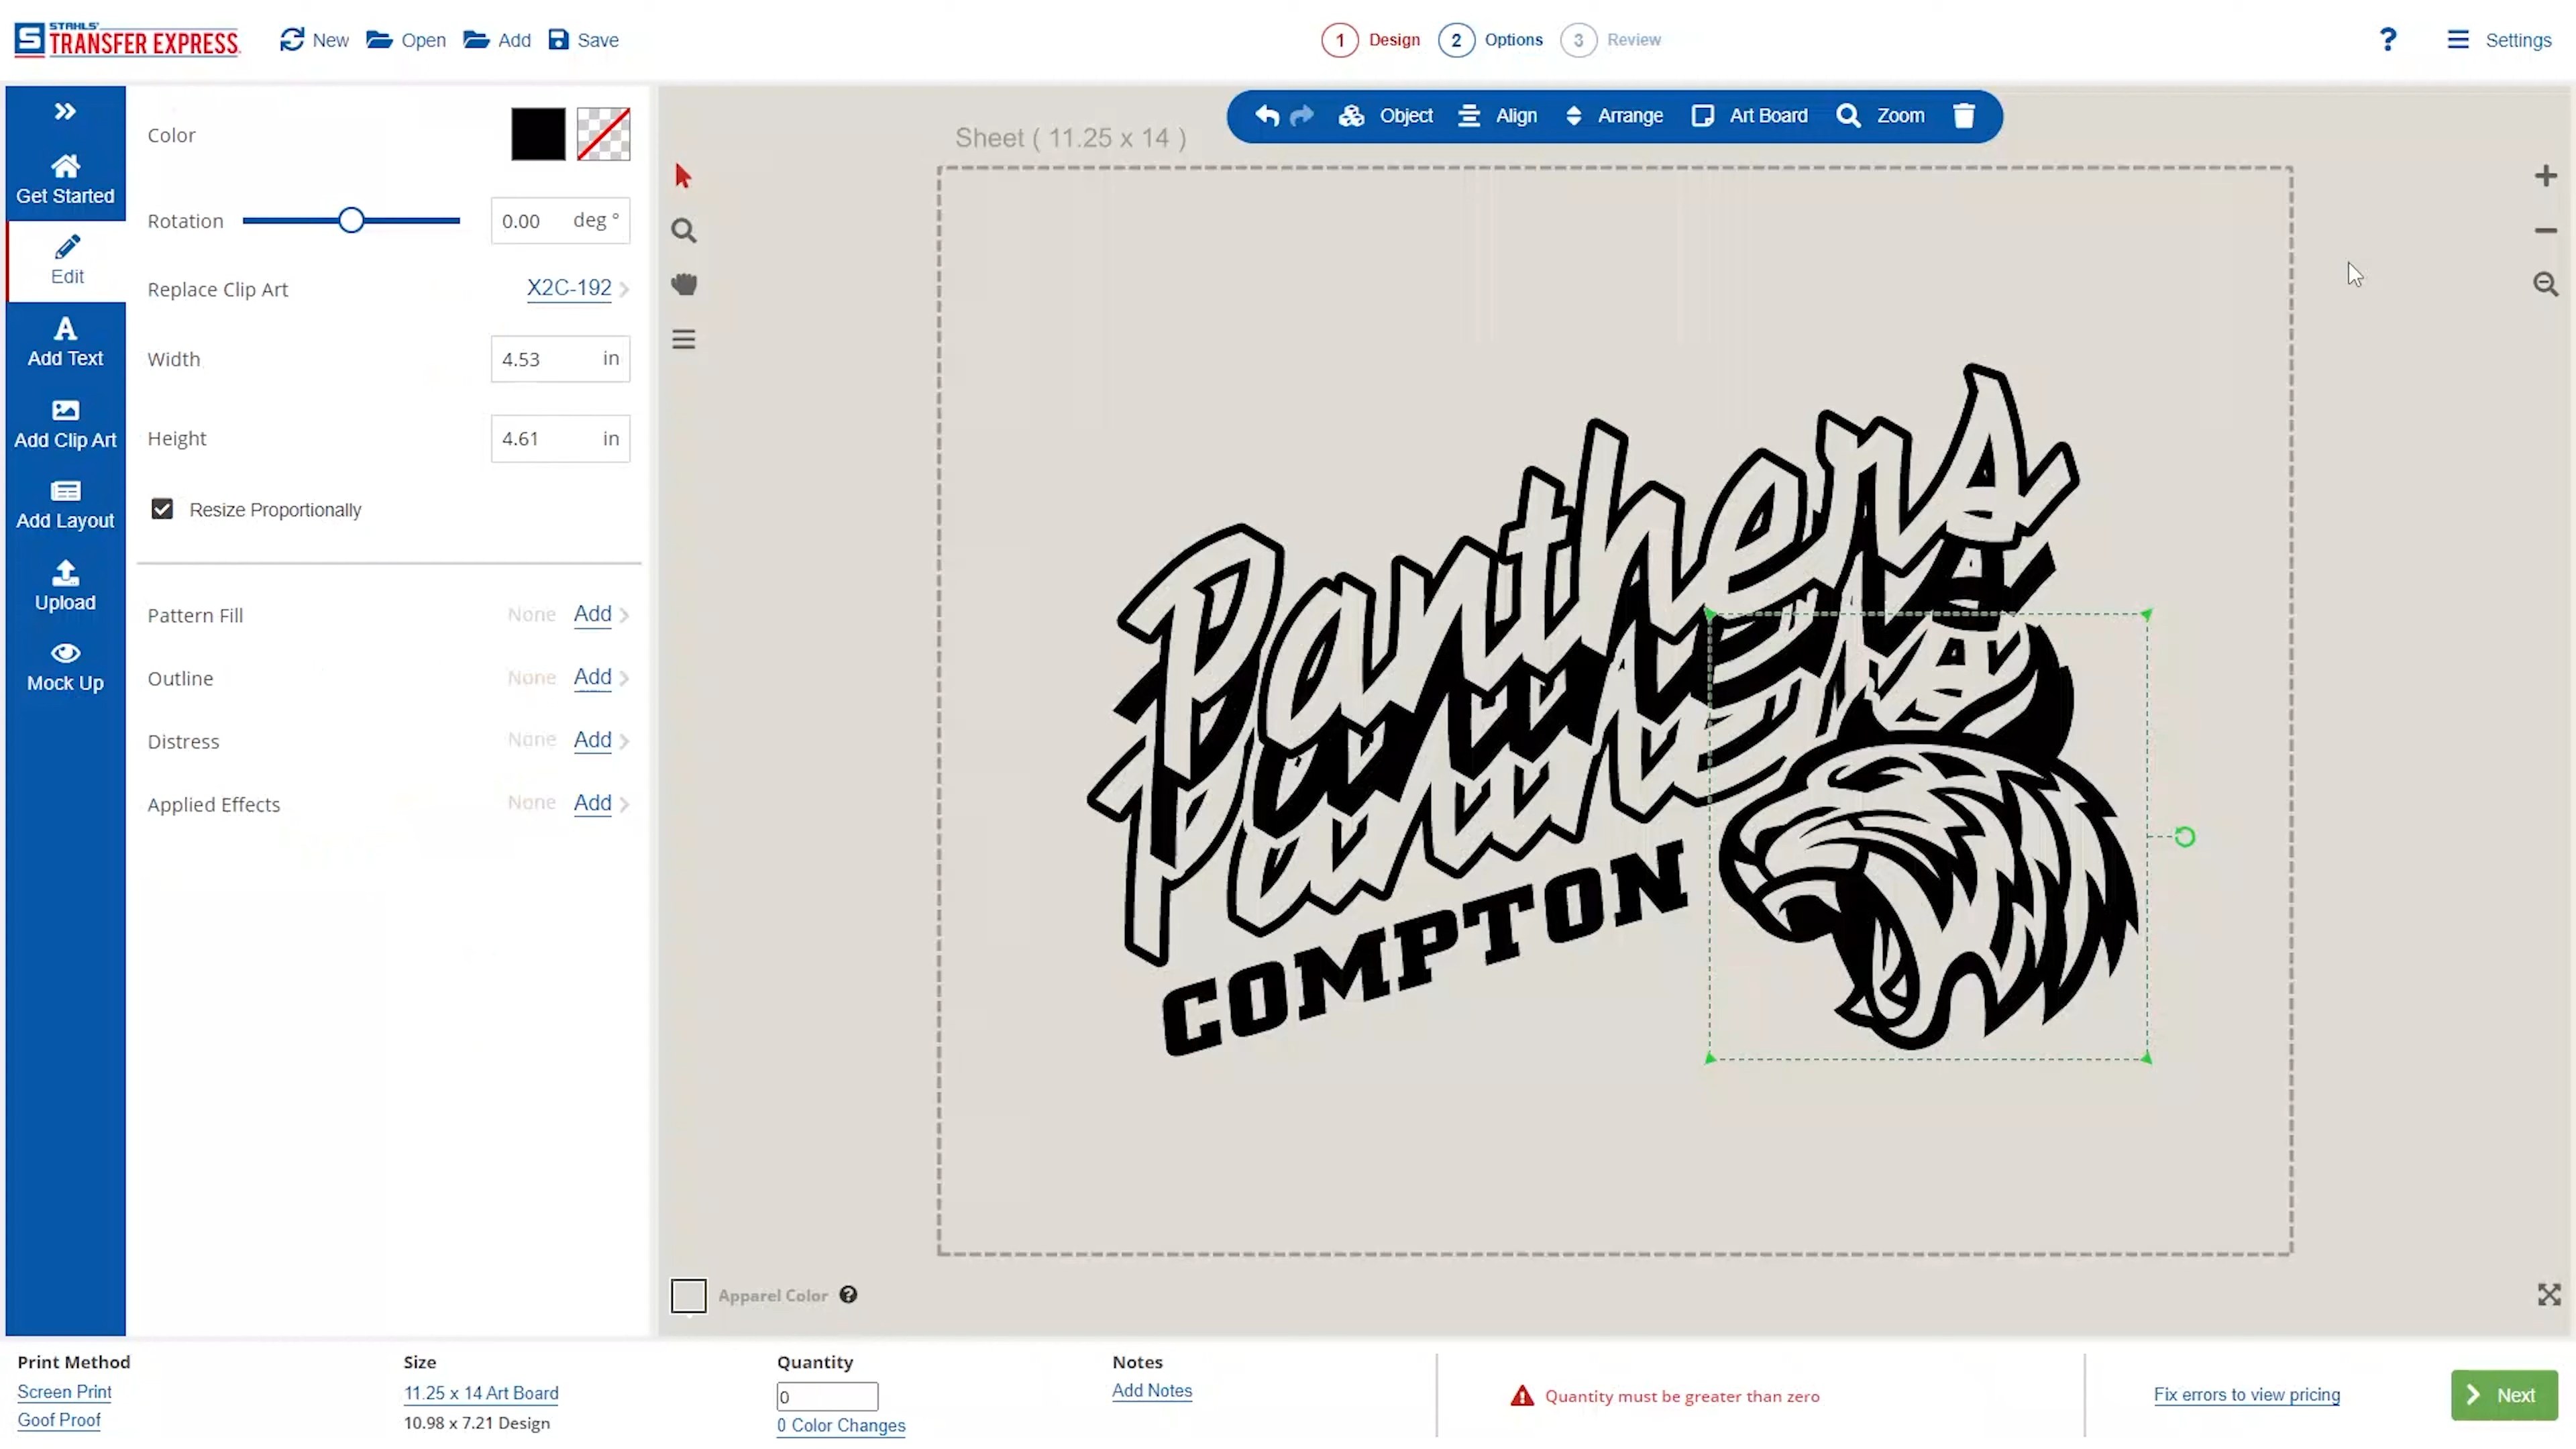 STAHLS'
TRANSFER EXPRESS
New
Open
Add
Save
1 Design
2 Options
3 Review
?
Settings
Get Started
Edit
Add Text
Add Clip Art
Add Layout
Upload
Mock Up
Color
Rotation
0.00 deg °
Replace Clip Art
X2C-192
Width
4.53 in
Height
4.61 in
Resize Proportionally
Pattern Fill None Add
Outline None Add
Distress None Add
Applied Effects None Add
Sheet ( 11.25 x 14 )
Object
Align
Arrange
Art Board
Zoom
Panthers
COMPTON
Apparel Color ?
Print Method
Screen Print
Goof Proof
Size
11.25 x 14 Art Board
10.98 x 7.21 Design
Quantity
0
0 Color Changes
Notes
Add Notes
Quantity must be greater than zero
Fix errors to view pricing
Next